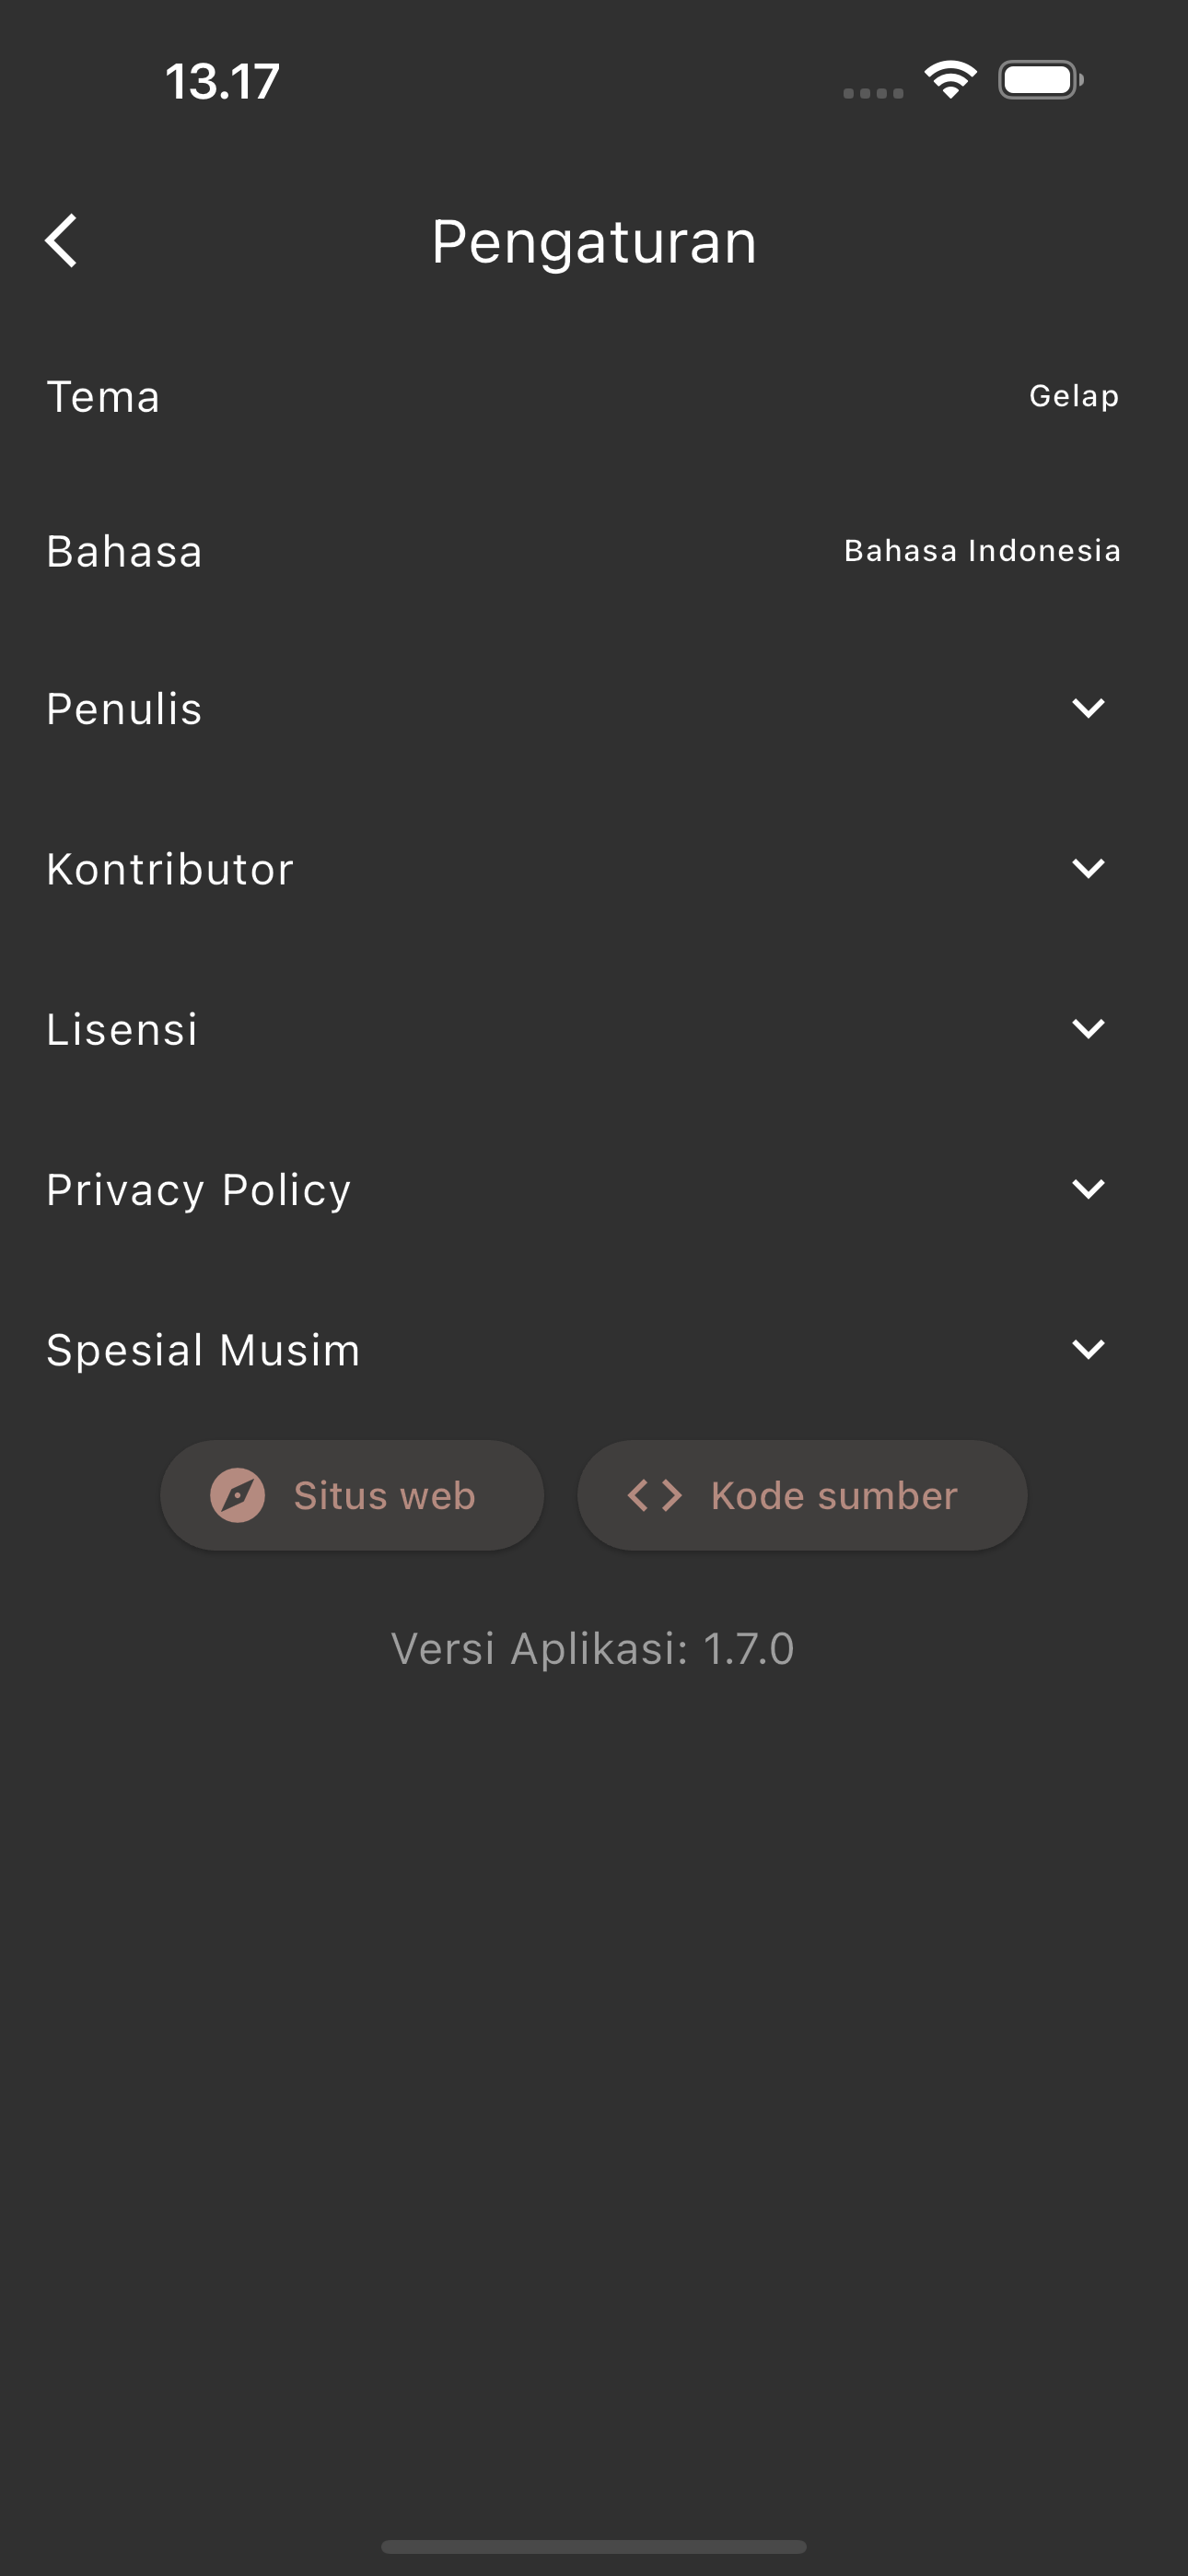 13.17
Pengaturan
Tema Gelap
Bahasa Bahasa Indonesia
Penulis
Kontributor
Lisensi
Privacy Policy
Spesial Musim
Situs web <> Kode sumber
Versi Aplikasi: 1.7.0